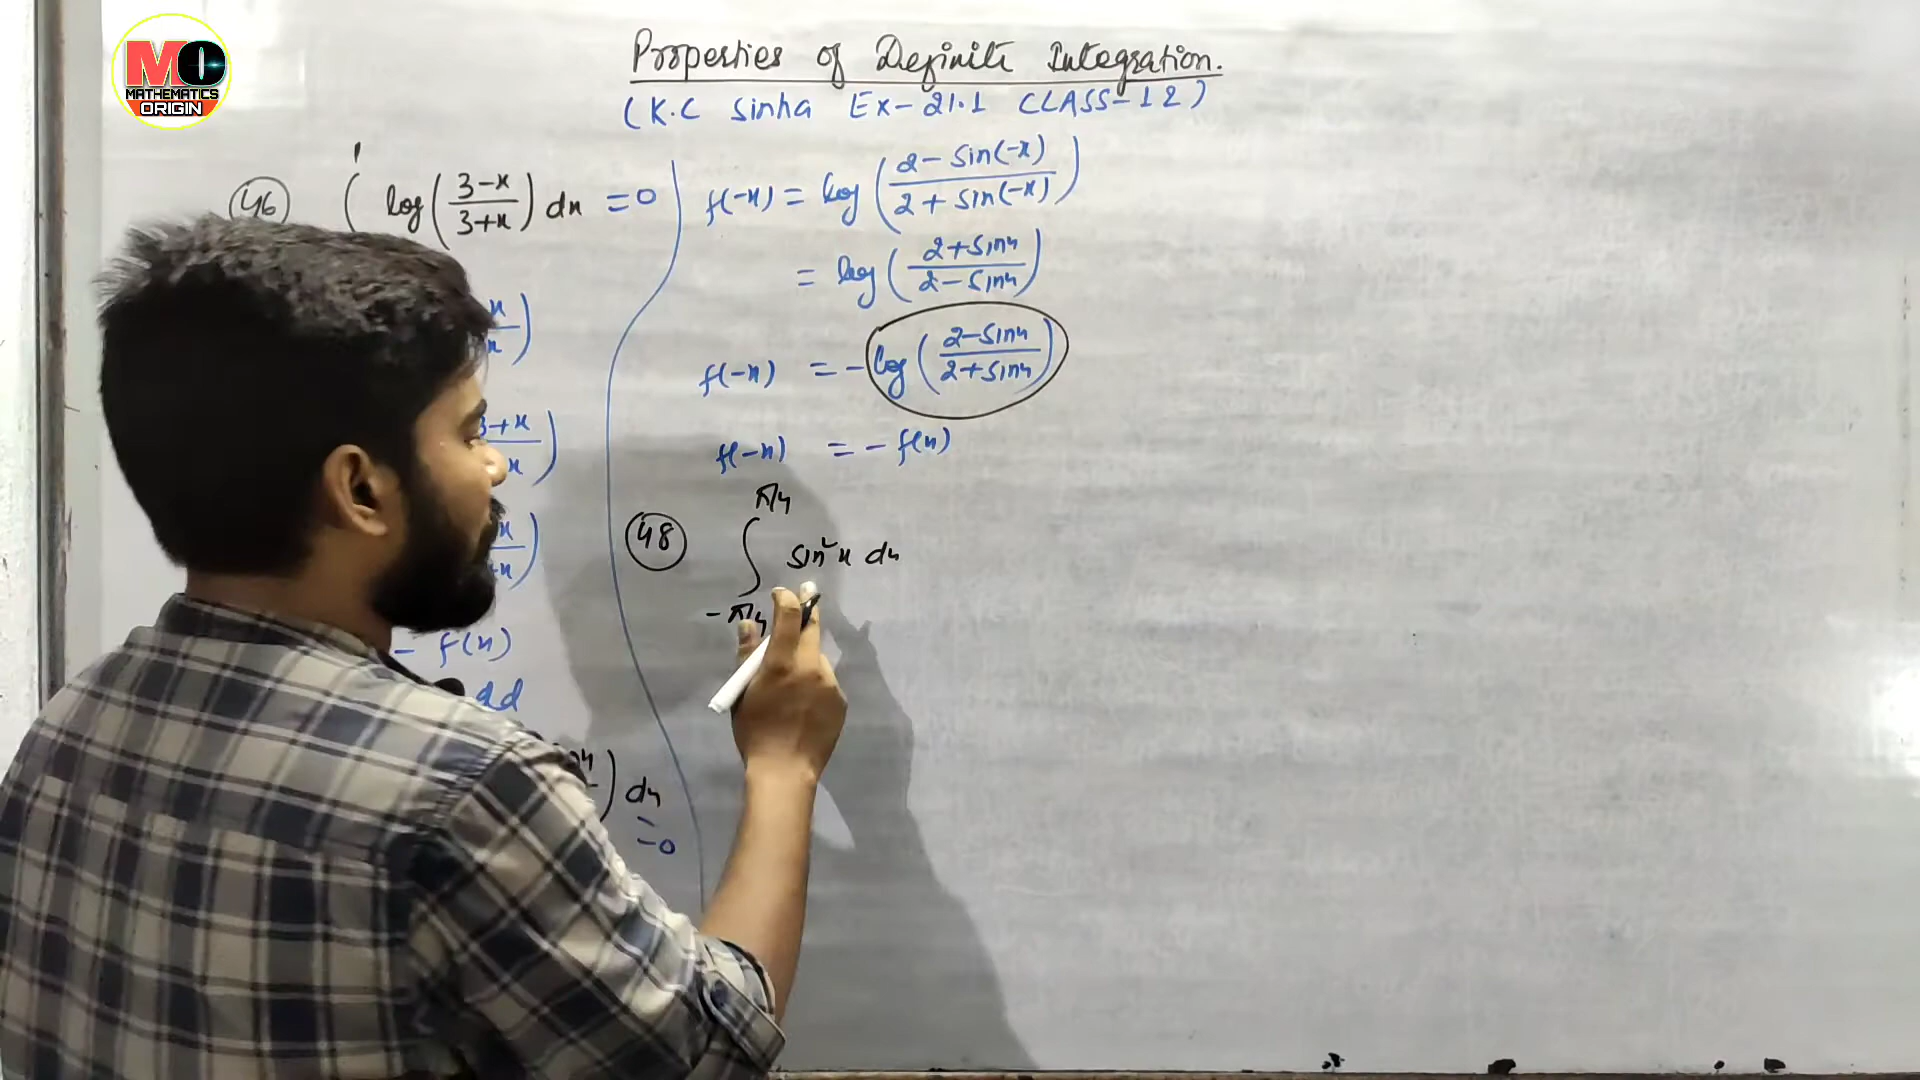 MO
MATHEMATICS
ORIGIN
Properties of Definite Integration.
(K.C Sinha Ex-21.1 CLASS-12)
46 ∫ log((3-x)/(3+x)) dx = 0
3+x
- f(x)
dx
=0
f(-x) = log((2-sin(-x))/(2+sin(-x)))
= log((2+sinx)/(2-sinx))
f(-x) = -log((2-sinx)/(2+sinx))
f(-x) = -f(x)
48 ∫ -π/4 π/4 sin²x dx